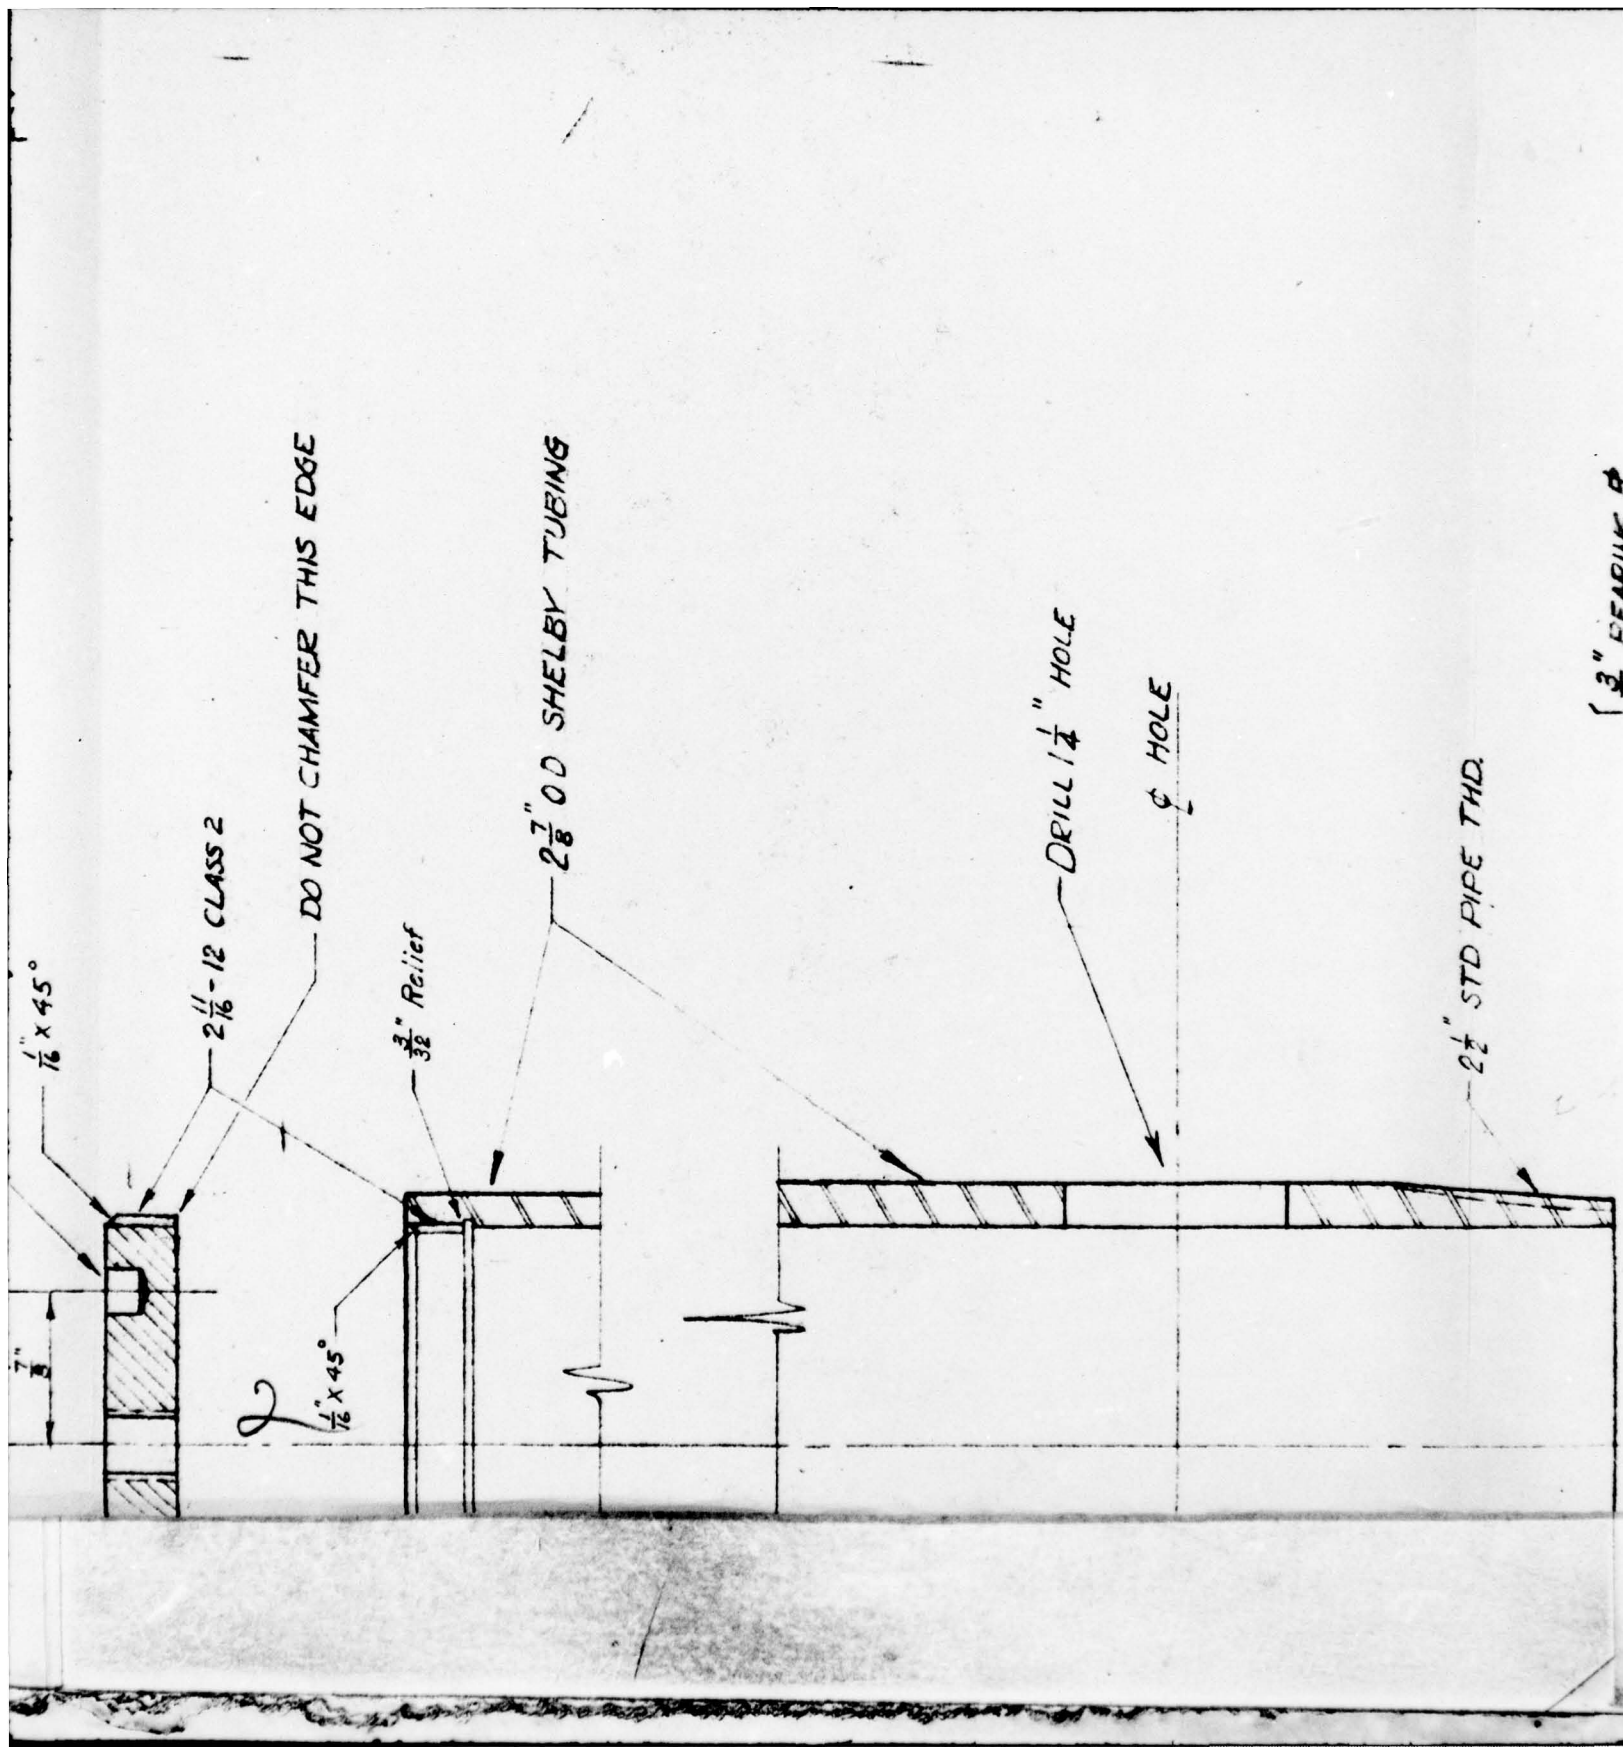 1/16" x 45°
2 11/16 - 12 CLASS 2
DO NOT CHAMFER THIS EDGE
3/32" Relief
2 7/8" OD SHELBY TUBING
DRILL 1 1/4" HOLE
℄ HOLE
2 1/2" STD PIPE THD.
7/8"
1/16" x 45°